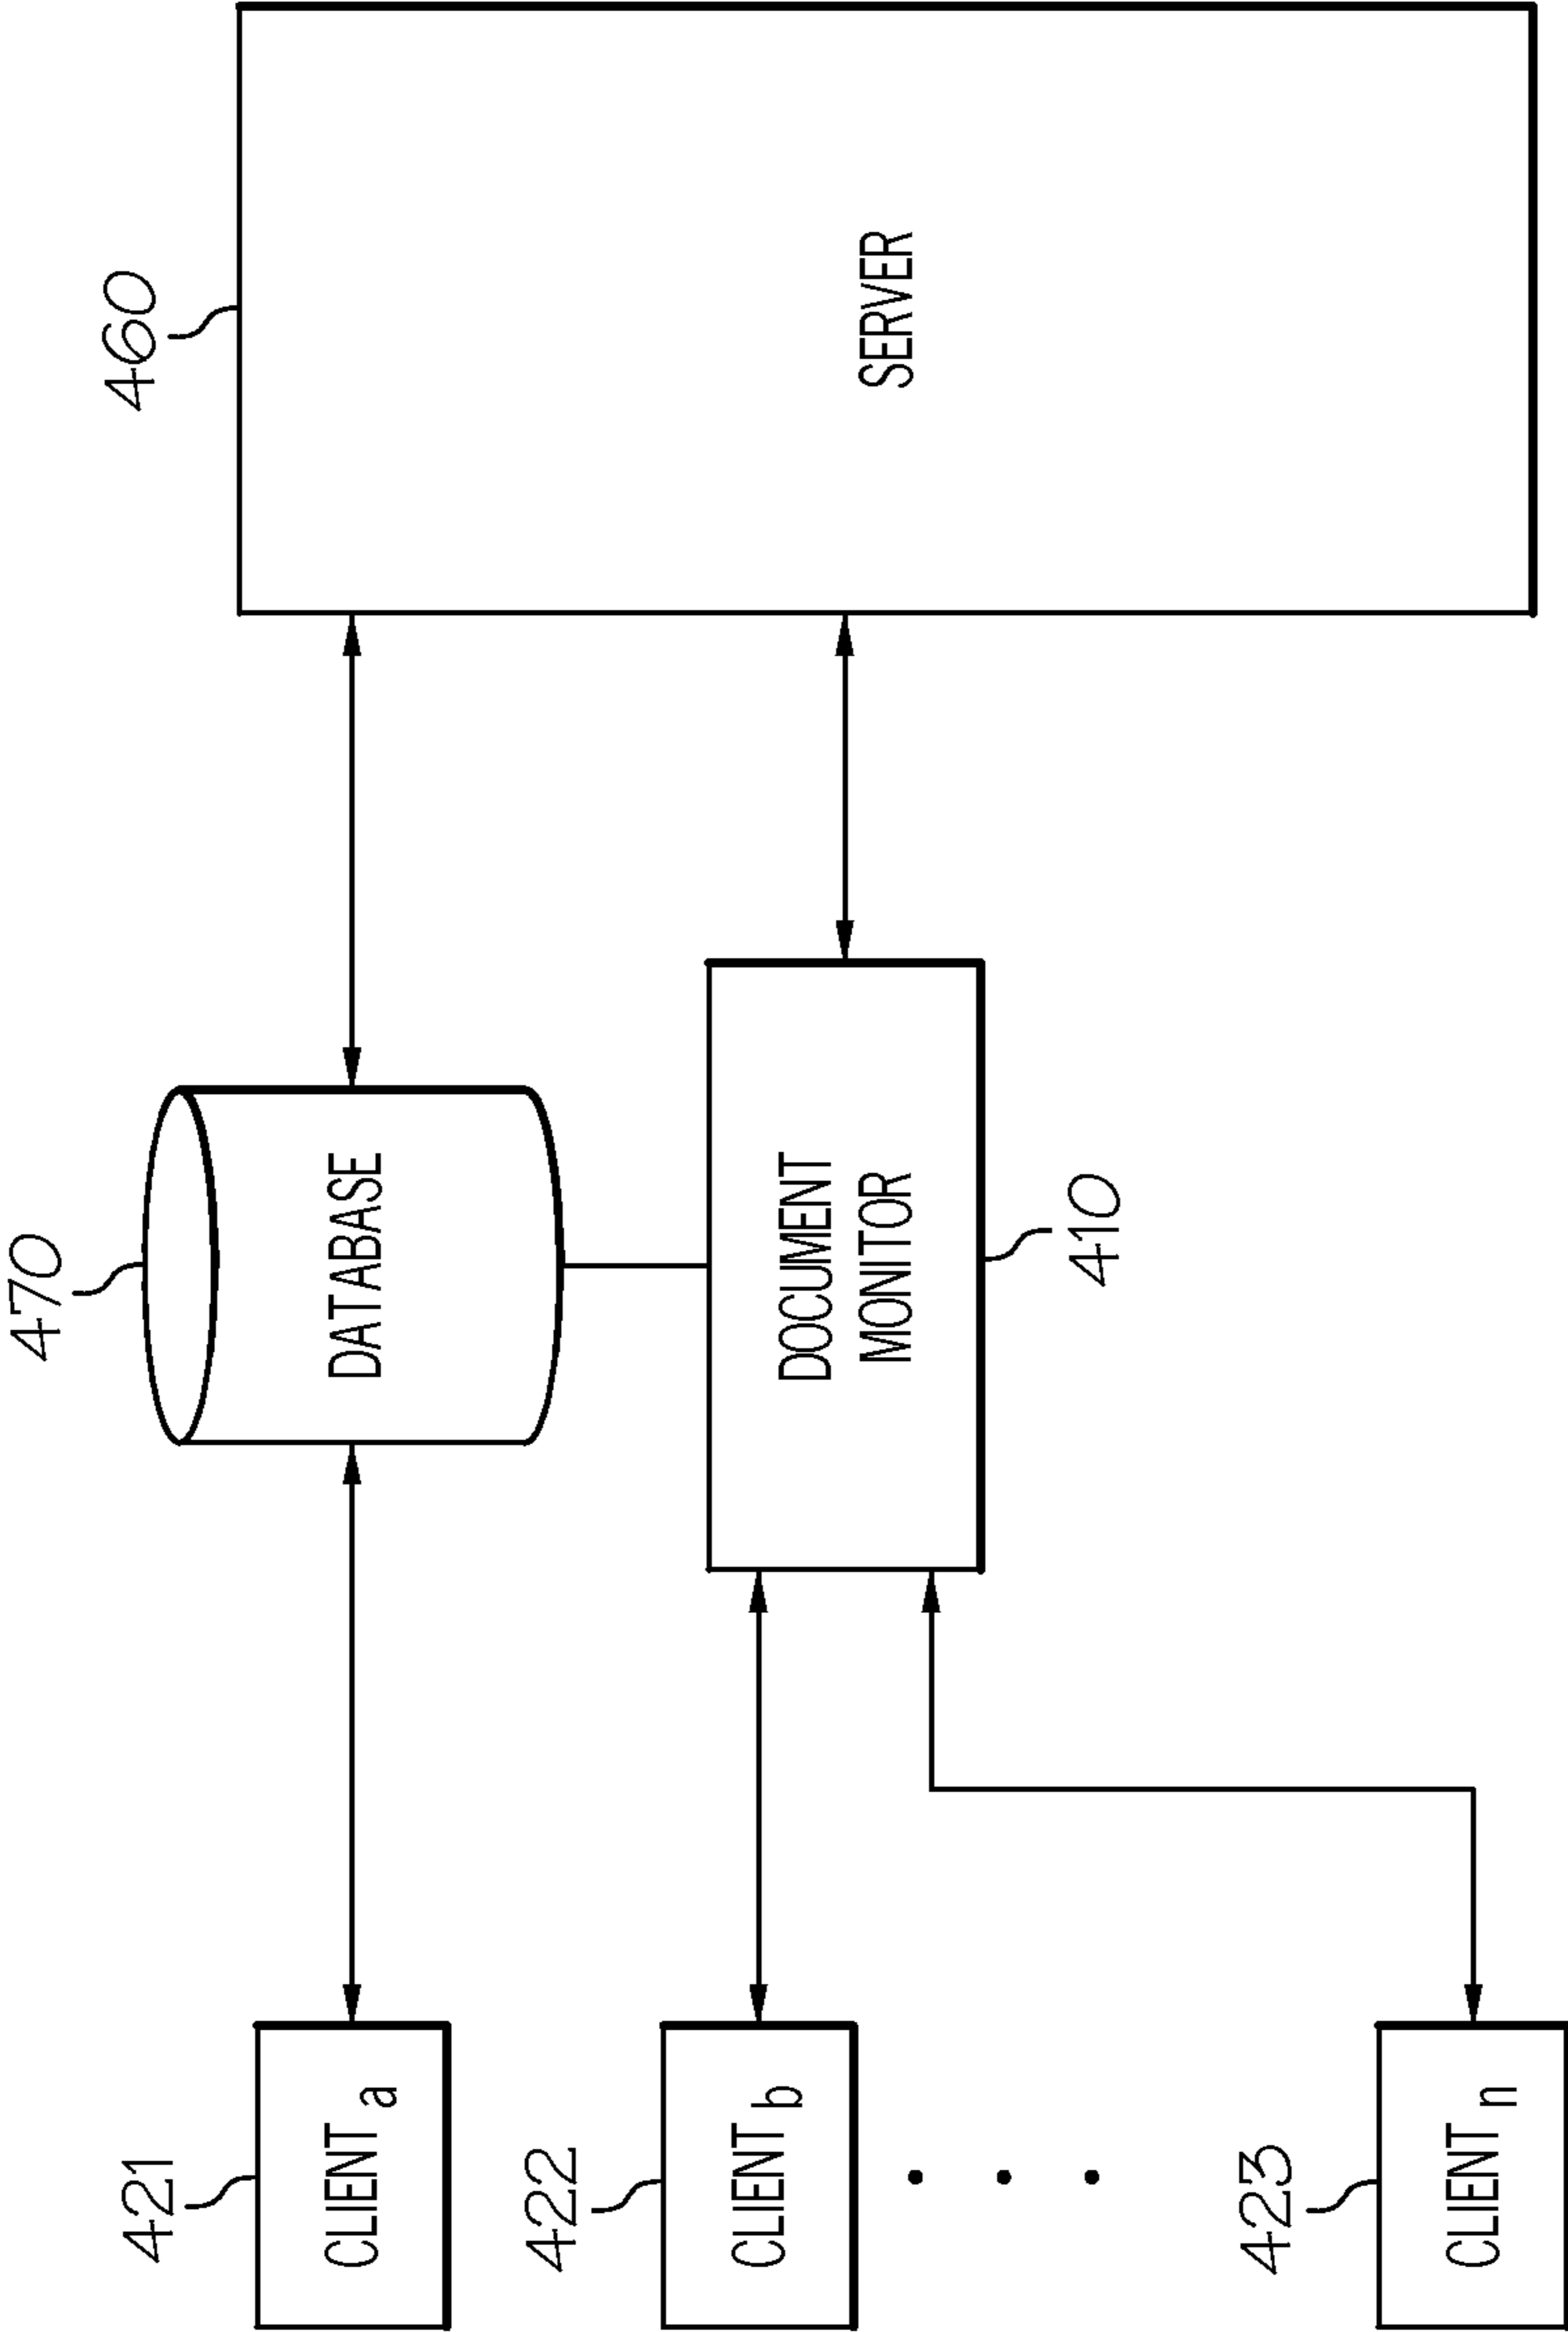 470
460
421
CLIENT a
DATABASE
422
CLIENT b
DOCUMENT
MONITOR
SERVER
410
423
CLIENT n